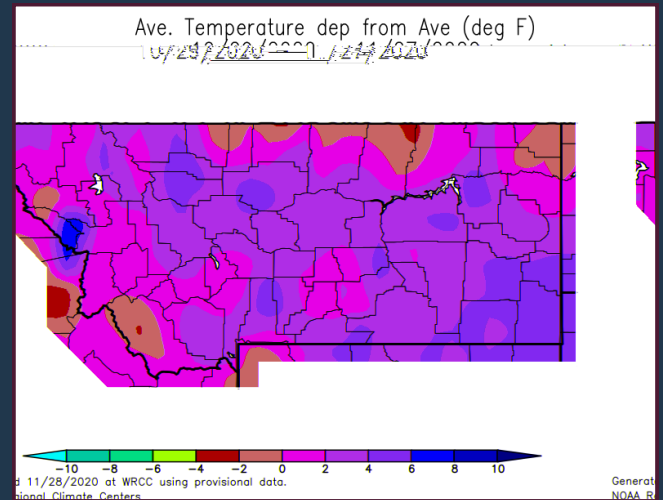 Ave. Temperature dep from Ave (deg F)
-10 -8 -6 -4 -2 0 2 4 6 8 10
d 11/28/2020 at WRCC using provisional data.
Generat
ional Climate Centers
NOAA R